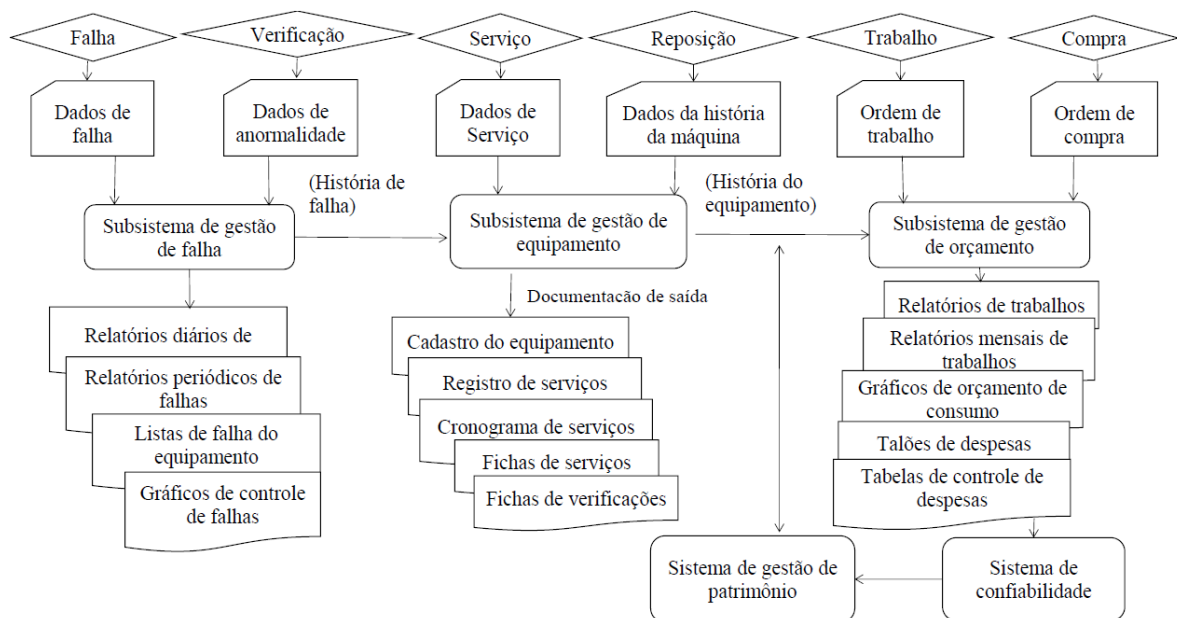 Falha
Verificação
Serviço
Reposição
Trabalho
Compra
Dados de
falha
Dados de
anormalidade
Dados de
Serviço
Dados da história
da máquina
Ordem de
trabalho
Ordem de
compra
(História de
falha)
(História do
equipamento)
Subsistema de gestão
de falha
Subsistema de gestão de
equipamento
Subsistema de gestão
de orçamento
Documentacão de saída
Relatórios diários de
Relatórios periódicos de
falhas
Listas de falha do
equipamento
Gráficos de controle
de falhas
Cadastro do equipamento
Registro de serviços
Cronograma de serviços
Fichas de serviços
Fichas de verificações
Relatórios de trabalhos
Relatórios mensais de
trabalhos
Gráficos de orçamento de
consumo
Talões de despesas
Tabelas de controle de
despesas
Sistema de gestão de
patrimônio
Sistema de
confiabilidade